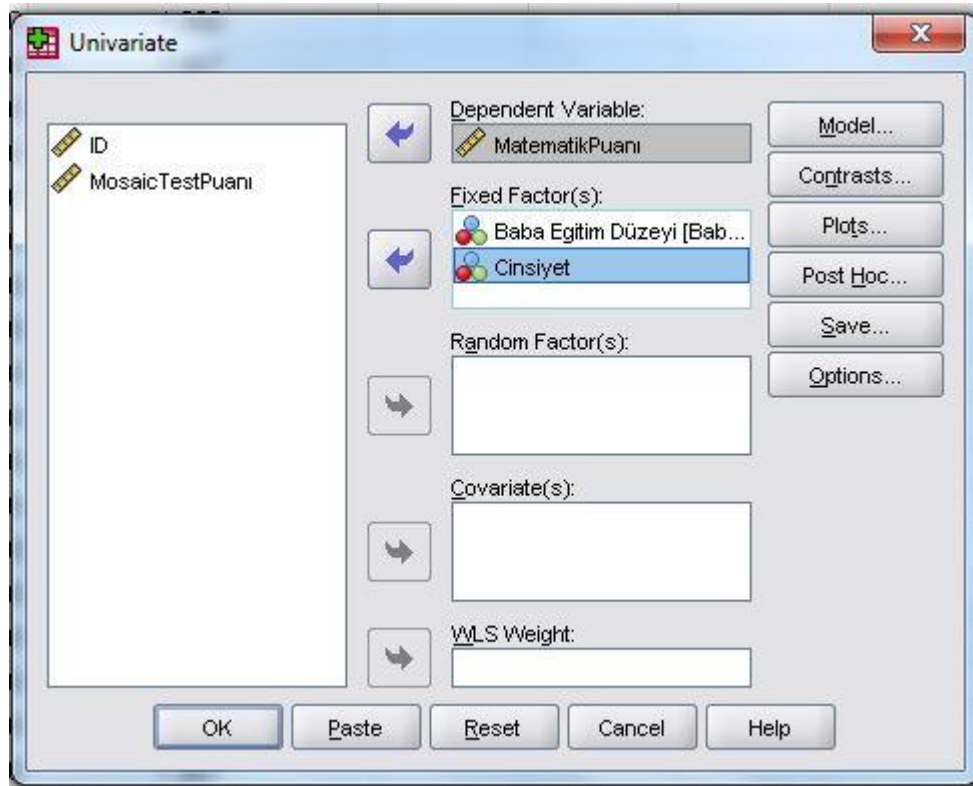 Univariate
ID
MosaicTestPuanı
Dependent Variable:
MatematikPuanı
Fixed Factor(s):
Baba Egitim Düzeyi [Bab...
Cinsiyet
Random Factor(s):
Covariate(s):
WLS Weight:
Model...
Contrasts...
Plots...
Post Hoc...
Save...
Options...
OK
Paste
Reset
Cancel
Help